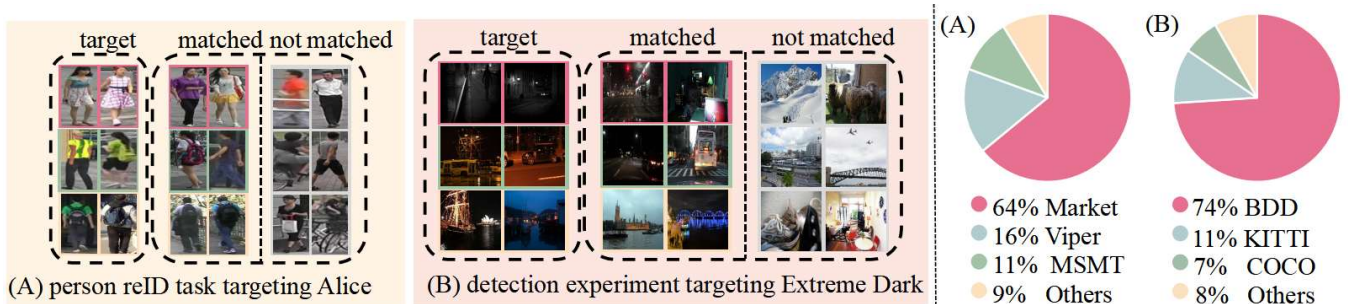 target matched not matched
(A) person reID task targeting Alice
target matched not matched
(B) detection experiment targeting Extreme Dark
(A)
64% Market
16% Viper
11% MSMT
9% Others
(B)
74% BDD
11% KITTI
7% COCO
8% Others